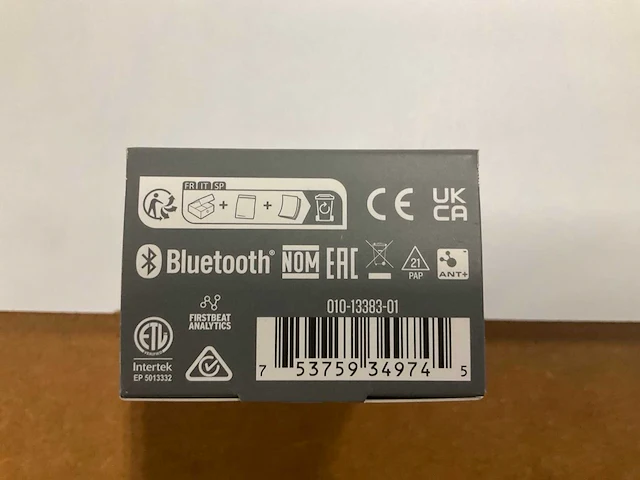 FR IT SP
CE
UK
CA
Bluetooth®
NOM
EAC
21
PAP
ANT+
FIRSTBEAT
ANALYTICS
010-13383-01
ETL
Intertek
EP 5013332
7 53759 34974 5